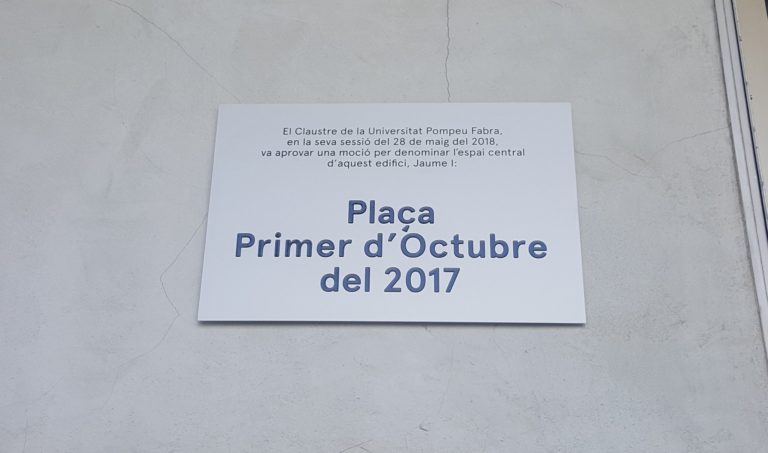 El Claustre de la Universitat Pompeu Fabra,
en la seva sessió del 28 de maig del 2018,
va aprovar una moció per denominar l'espai central
d'aquest edifici, Jaume I:
Plaça
Primer d'Octubre
del 2017